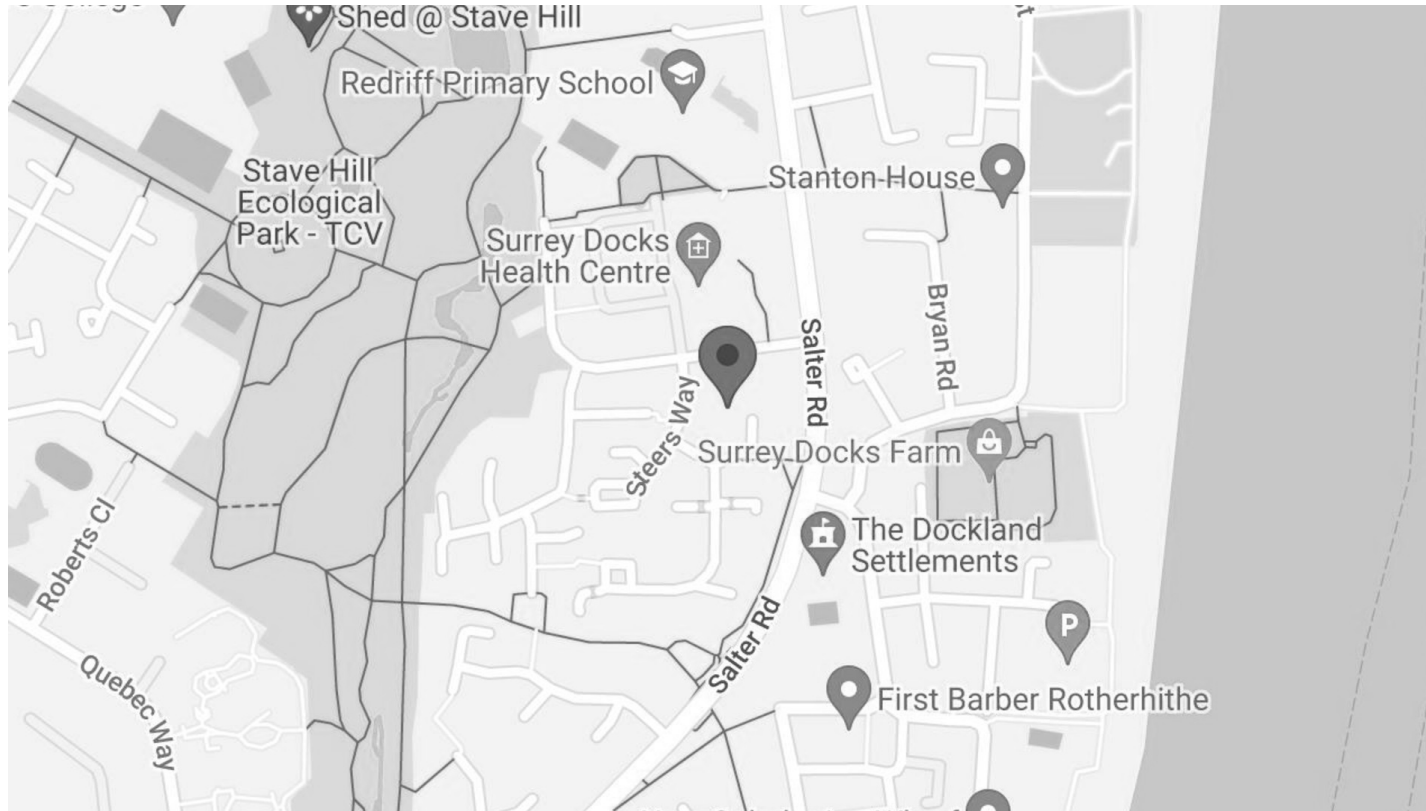 Shed @ Stave Hill
Redriff Primary School
Stave Hill
Ecological
Park - TCV
Stanton House
Surrey Docks
Health Centre
Bryan Rd
Salter Rd
Steers Way
Surrey Docks Farm
The Dockland
Settlements
Roberts Cl
Salter Rd
Quebec Way
First Barber Rotherhithe
P